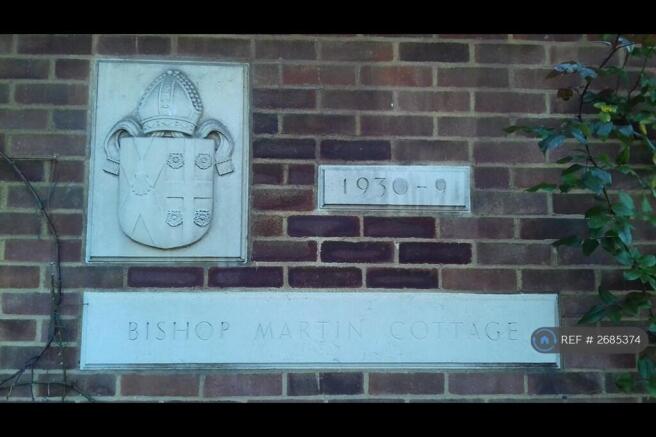 1930-9
BISHOP MARTIN COTTAGE
REF # 2685374